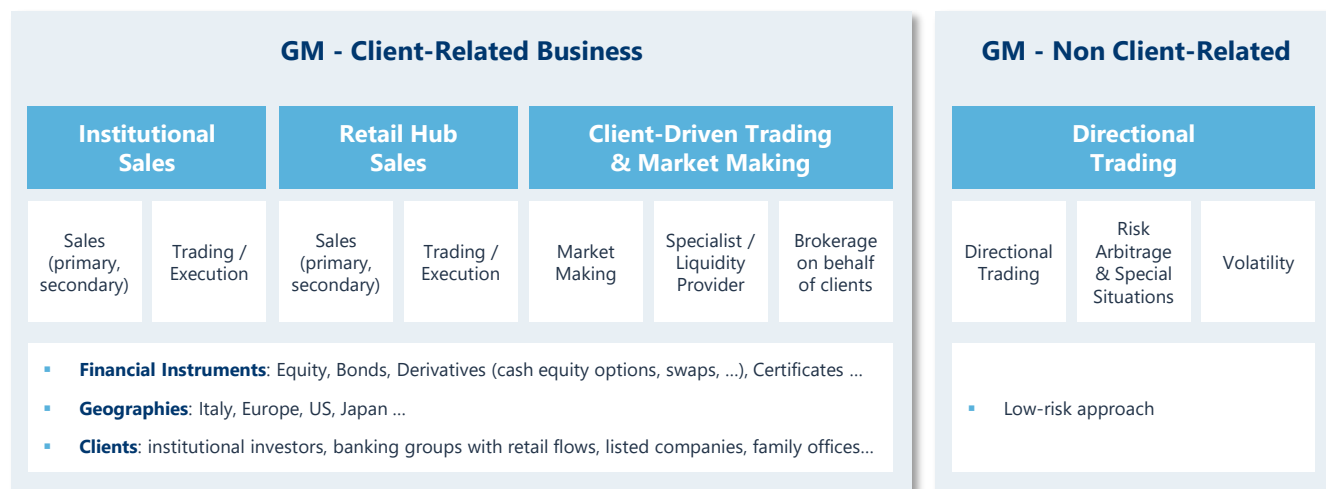 GM - Client-Related Business
Institutional
Sales
Retail Hub
Sales
Client-Driven Trading
& Market Making
Sales
(primary,
secondary)
Trading /
Execution
Sales
(primary,
secondary)
Trading /
Execution
Market
Making
Specialist /
Liquidity
Provider
Brokerage
on behalf
of clients
▪ Financial Instruments: Equity, Bonds, Derivatives (cash equity options, swaps, …), Certificates …
▪ Geographies: Italy, Europe, US, Japan …
▪ Clients: institutional investors, banking groups with retail flows, listed companies, family offices…
GM - Non Client-Related
Directional
Trading
Directional
Trading
Risk
Arbitrage
& Special
Situations
Volatility
▪ Low-risk approach